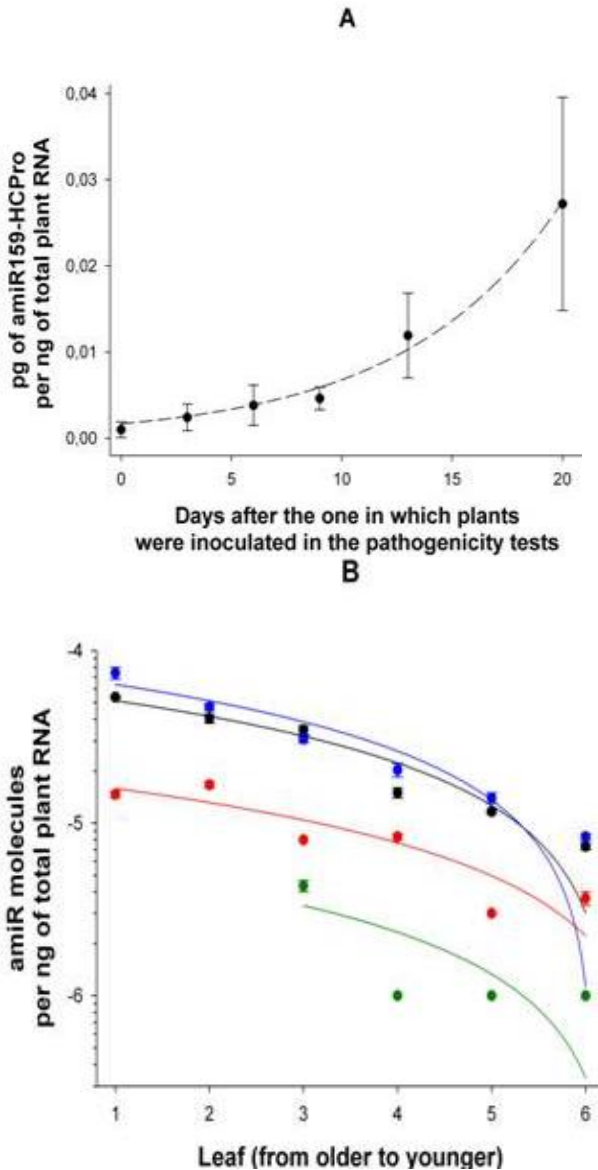 A
pg of amiR159-HCPro
per ng of total plant RNA
0,04
0,03
0,02
0,01
0,00
0 5 10 15 20
Days after the one in which plants
were inoculated in the pathogenicity tests
B
amiR molecules
per ng of total plant RNA
-4
-5
-6
1 2 3 4 5 6
Leaf (from older to younger)